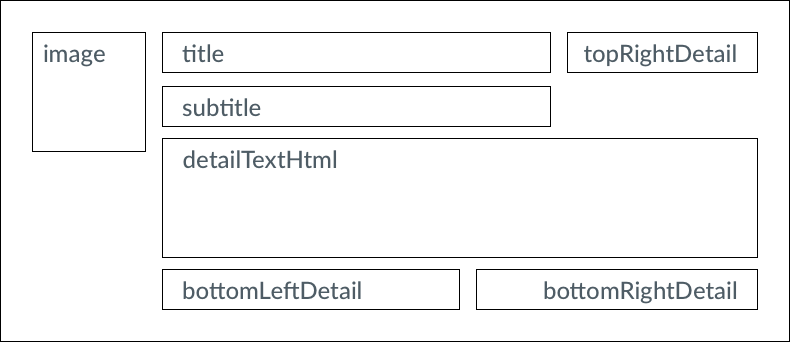 image
title
topRightDetail
subtitle
detailTextHtml
bottomLeftDetail
bottomRightDetail